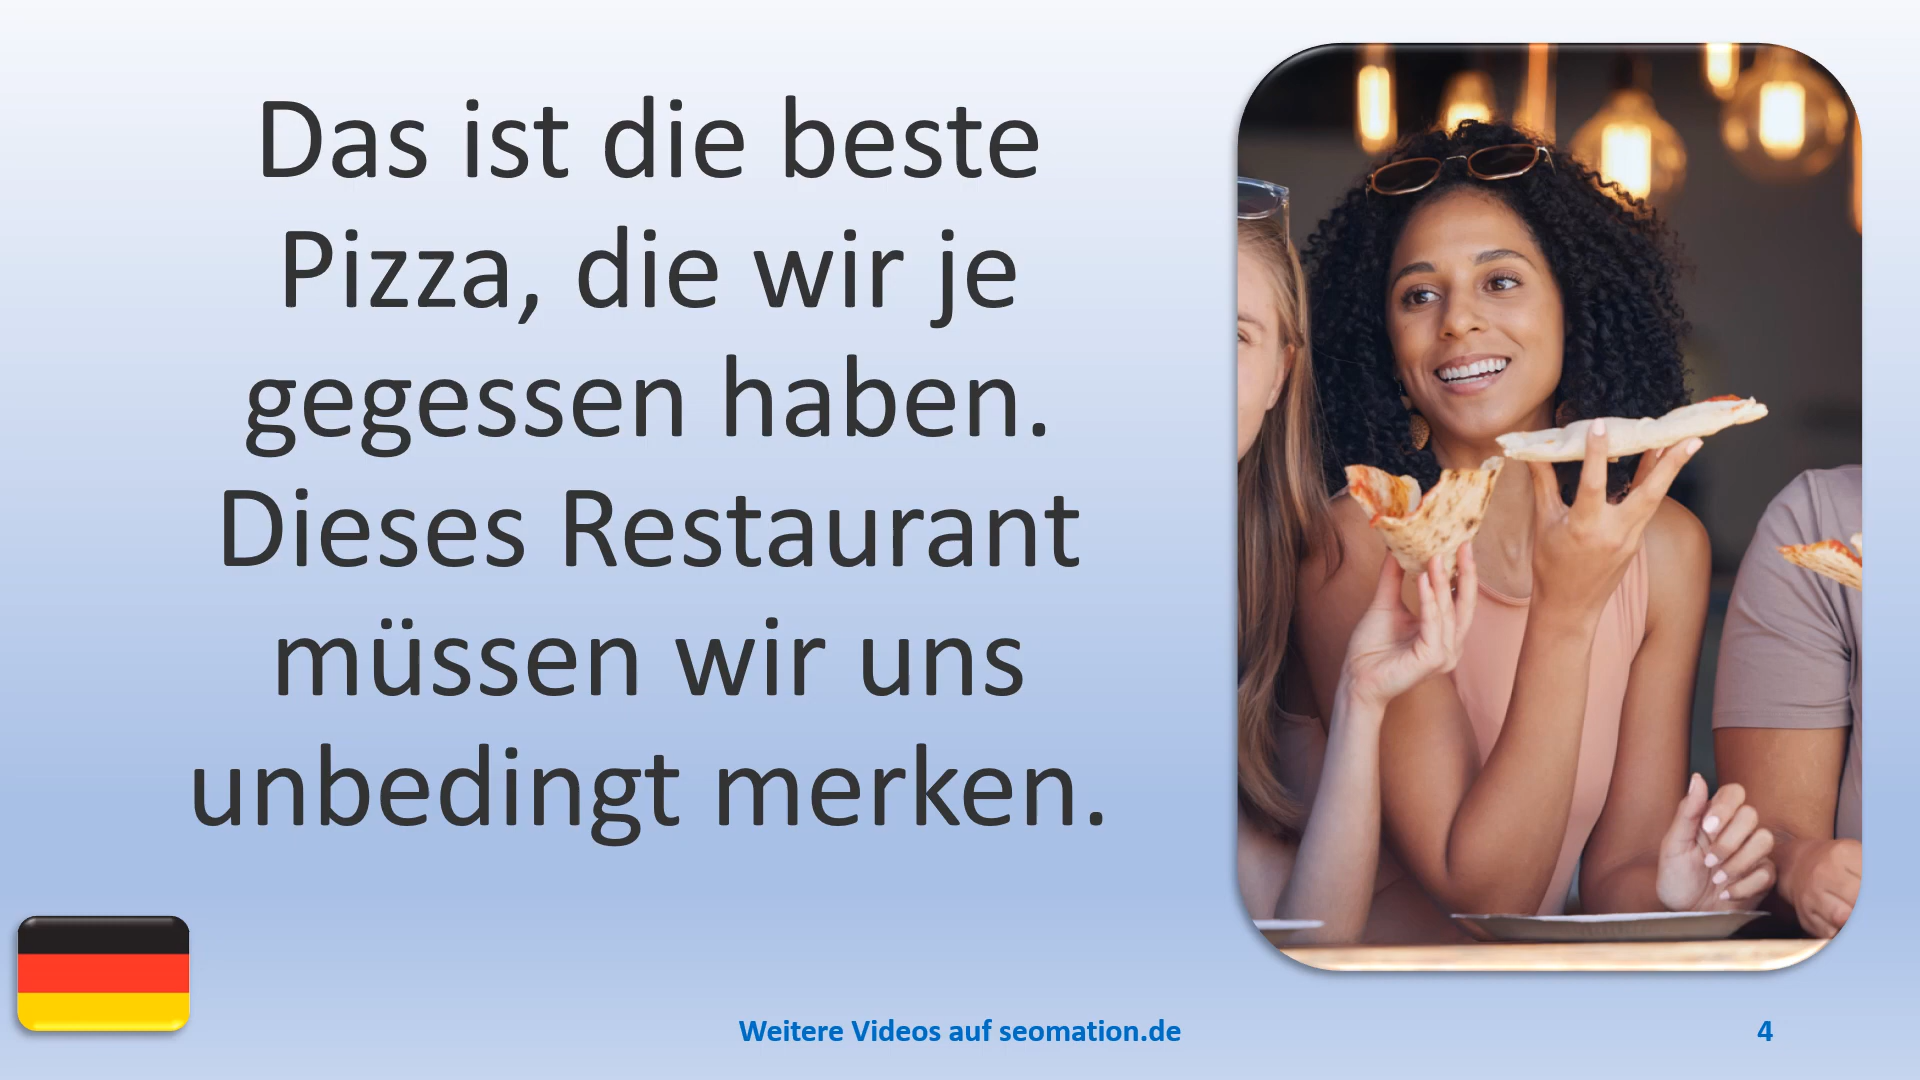 Das ist die beste
Pizza, die wir je
gegessen haben.
Dieses Restaurant
müssen wir uns
unbedingt merken.
Weitere Videos auf seomation.de
4